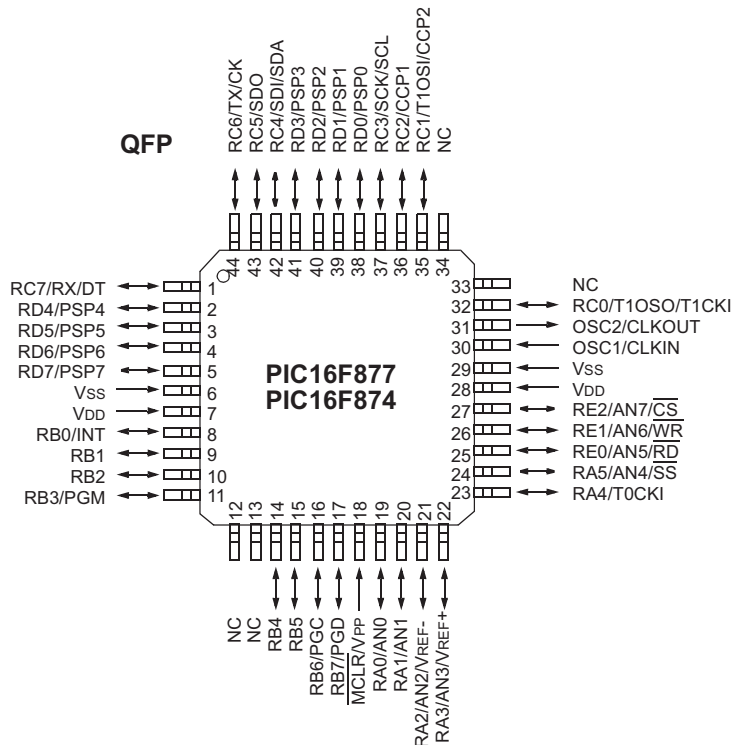 QFP
RC6/TX/CK
RC5/SDO
RC4/SDI/SDA
RD3/PSP3
RD2/PSP2
RD1/PSP1
RD0/PSP0
RC3/SCK/SCL
RC2/CCP1
RC1/T1OSI/CCP2
NC
44
43
42
41
40
39
38
37
36
35
34
RC7/RX/DT 1
RD4/PSP4 2
RD5/PSP5 3
RD6/PSP6 4
RD7/PSP7 5
VSS 6
VDD 7
RB0/INT 8
RB1 9
RB2 10
RB3/PGM 11
PIC16F877
PIC16F874
33 NC
32 RC0/T1OSO/T1CKI
31 OSC2/CLKOUT
30 OSC1/CLKIN
29 VSS
28 VDD
27 RE2/AN7/CS
26 RE1/AN6/WR
25 RE0/AN5/RD
24 RA5/AN4/SS
23 RA4/T0CKI
12
13
14
15
16
17
18
19
20
21
22
NC
NC
RB4
RB5
RB6/PGC
RB7/PGD
MCLR/VPP
RA0/AN0
RA1/AN1
RA2/AN2/VREF-
RA3/AN3/VREF+